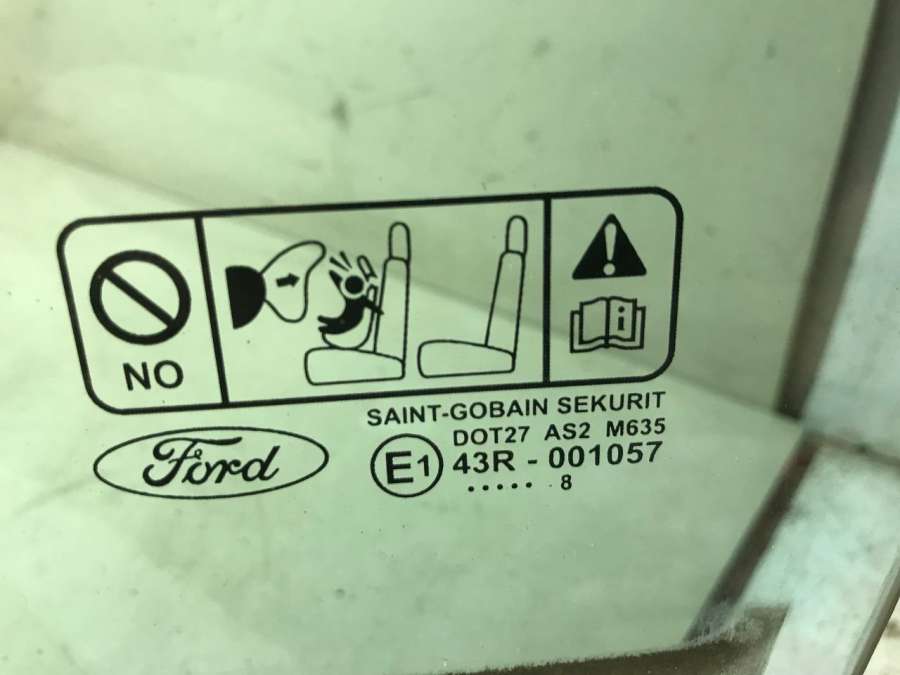 NO
SAINT-GOBAIN SEKURIT
Ford
DOT27 AS2 M635
E1 43R - 001057
..... 8